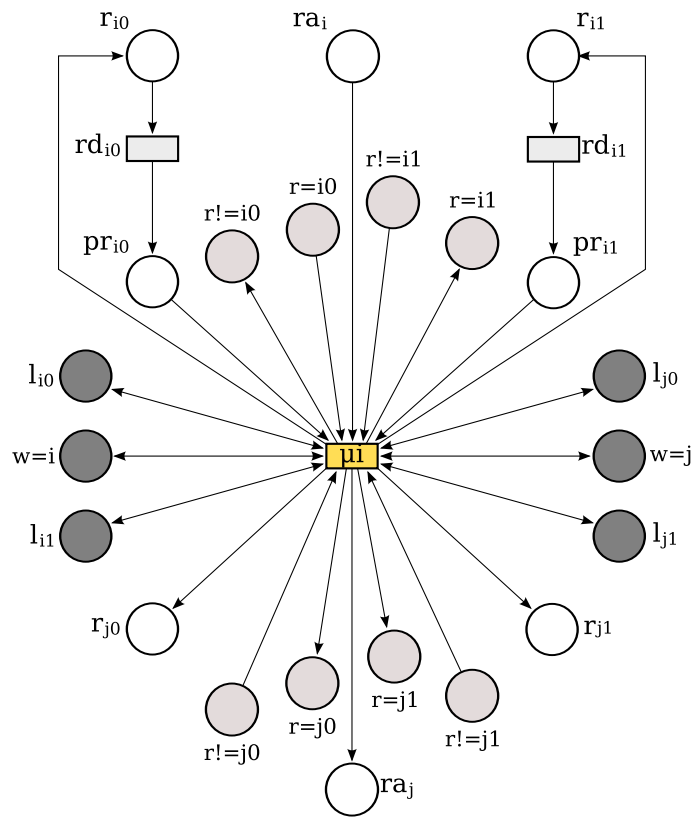 r_i0
ra_i
r_i1
rd_i0
rd_i1
r!=i1
r=i0
r=i1
r!=i0
pr_i0
pr_i1
l_i0
l_j0
w=i
µi
w=j
l_i1
l_j1
r_j0
r_j1
r=j1
r=j0
r!=j1
r!=j0
ra_j